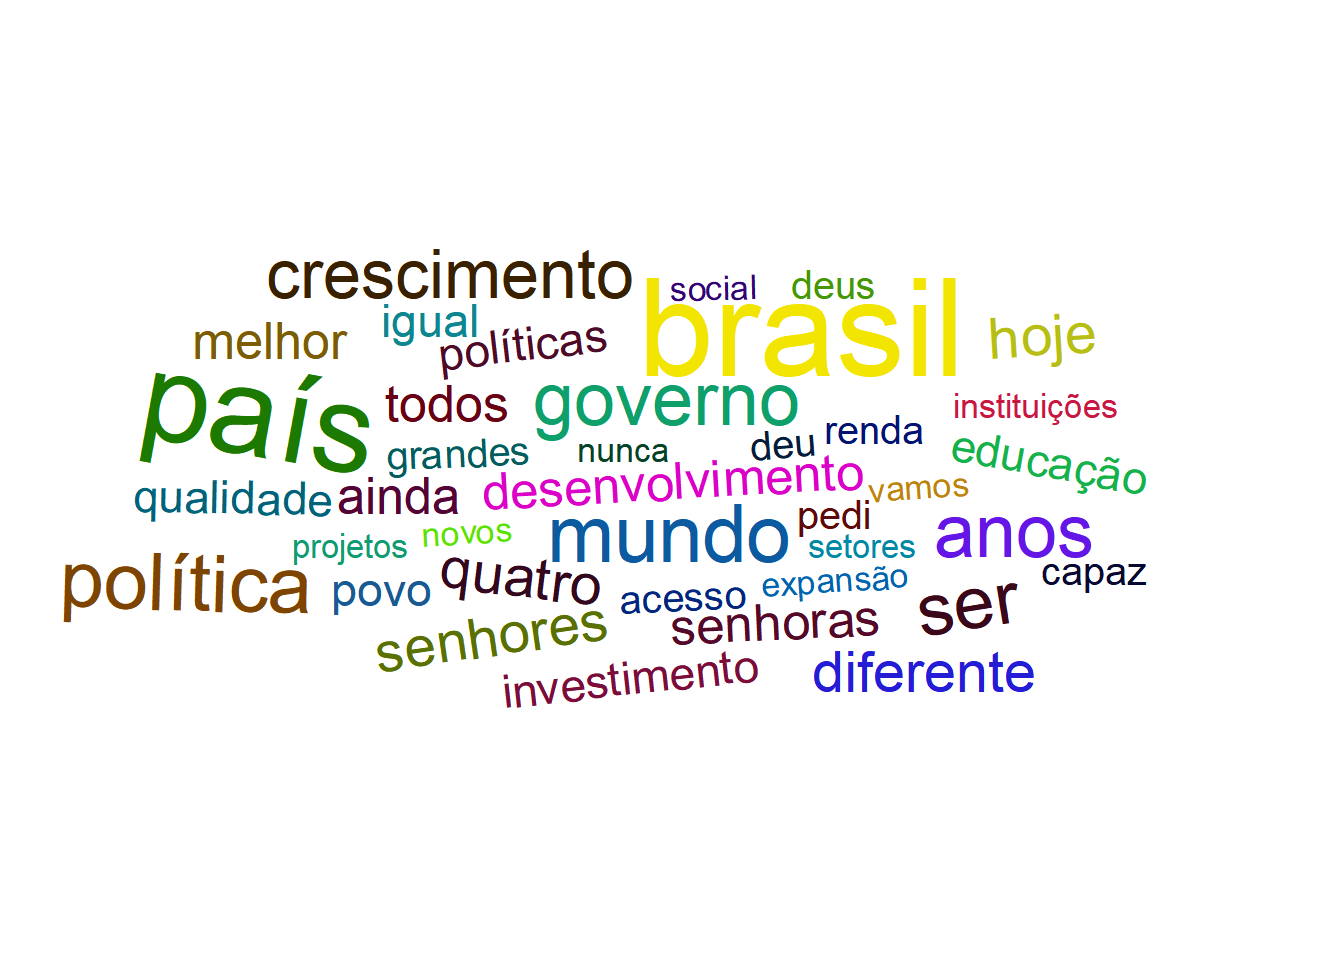 crescimento
social
deus
brasil
melhor
igual
políticas
hoje
país
todos
governo
instituições
grandes
nunca
deu
renda
educação
qualidade
ainda
desenvolvimento
vamos
projetos
novos
mundo
pedi
setores
anos
política
povo
quatro
acesso
expansão
ser
capaz
senhores
senhoras
investimento
diferente